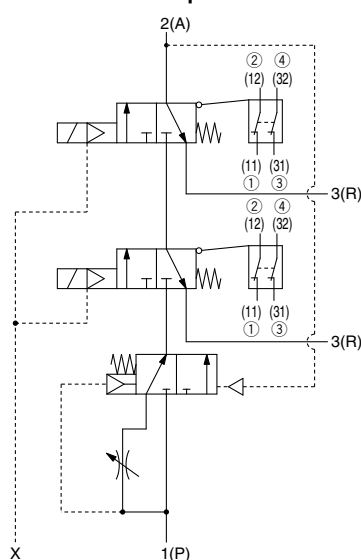 2(A)
② ④
(12) (32)
(11) (31)
① ③
3(R)
② ④
(12) (32)
(11) (31)
① ③
3(R)
X 1(P)